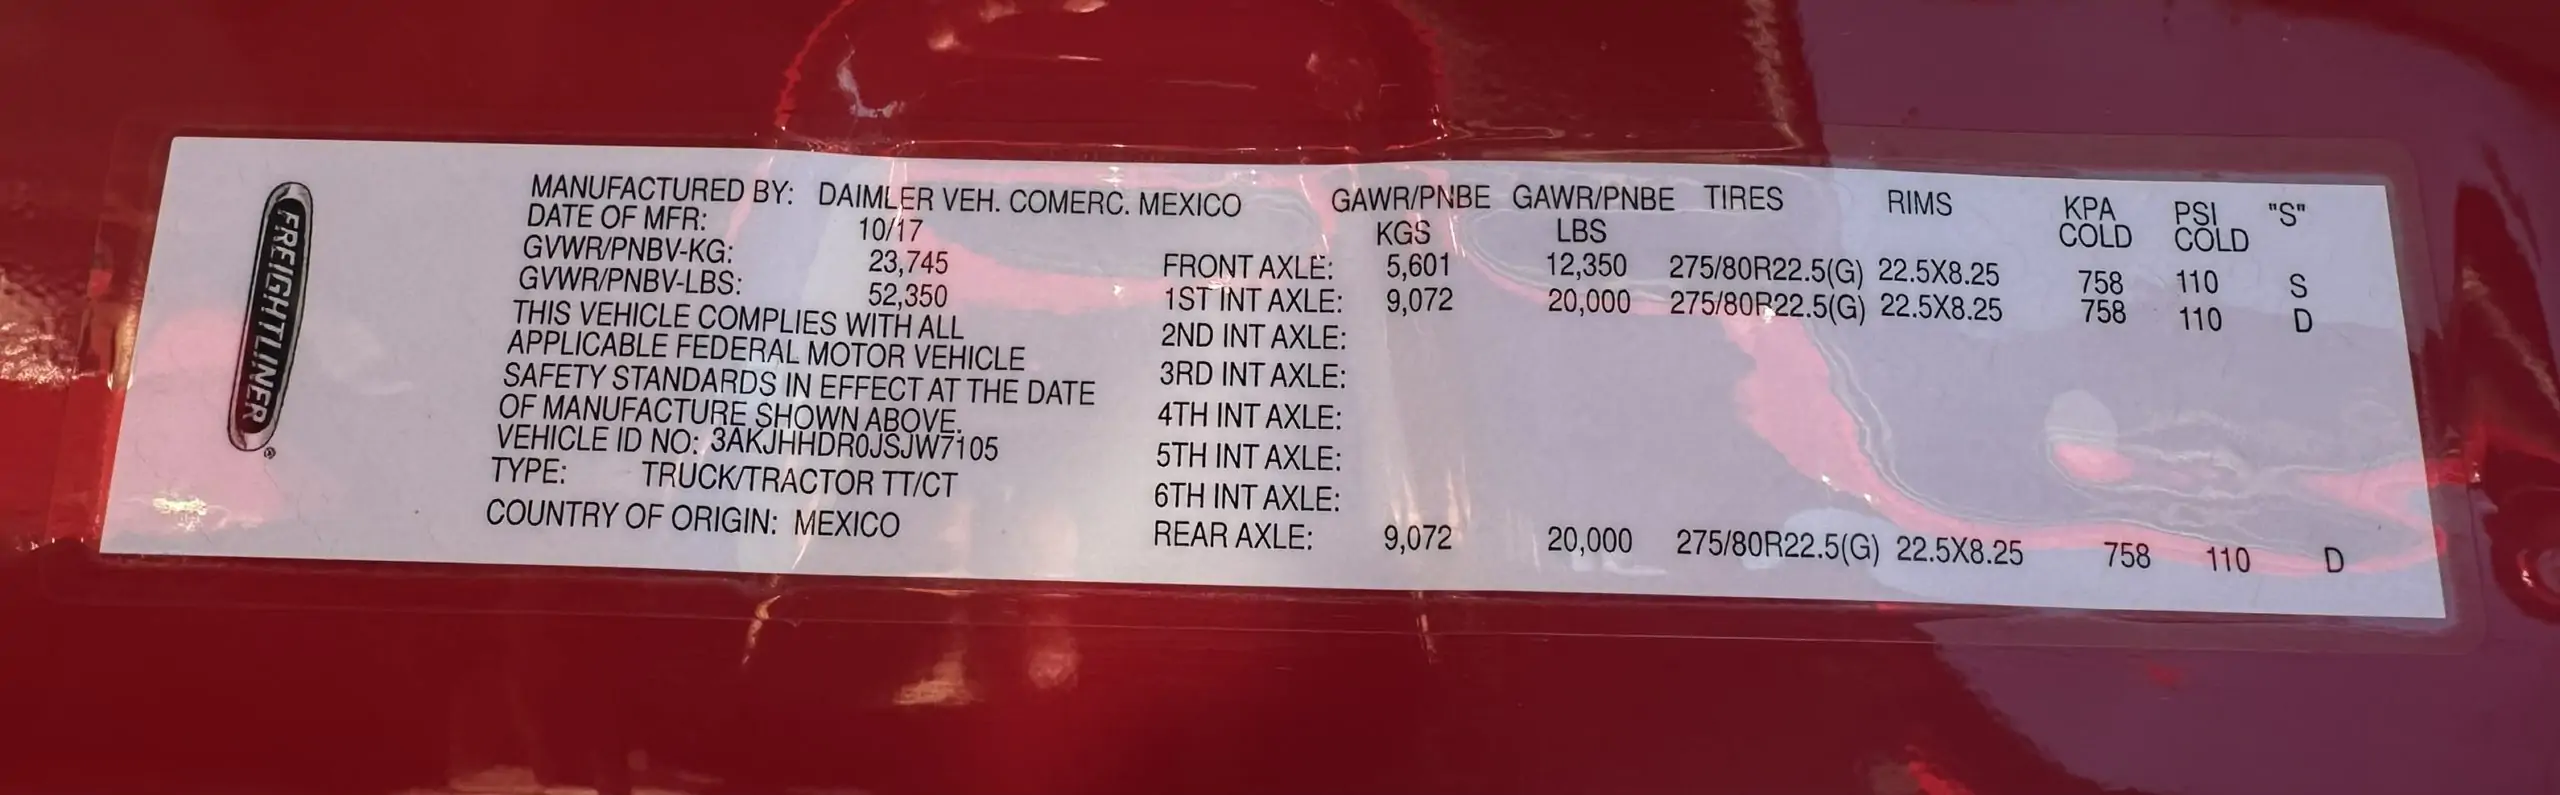 FREIGHTLINER®
MANUFACTURED BY: DAIMLER VEH. COMERC. MEXICO
DATE OF MFR: 10/17
GVWR/PNBV-KG: 23,745
GVWR/PNBV-LBS: 52,350
THIS VEHICLE COMPLIES WITH ALL
APPLICABLE FEDERAL MOTOR VEHICLE
SAFETY STANDARDS IN EFFECT AT THE DATE
OF MANUFACTURE SHOWN ABOVE.
VEHICLE ID NO: 3AKJHHDR0JSJW7105
TYPE: TRUCK/TRACTOR TT/CT
COUNTRY OF ORIGIN: MEXICO
GAWR/PNBE GAWR/PNBE TIRES RIMS KPA PSI "S"
KGS LBS COLD COLD
FRONT AXLE: 5,601 12,350 275/80R22.5(G) 22.5X8.25 758 110 S
1ST INT AXLE: 9,072 20,000 275/80R22.5(G) 22.5X8.25 758 110 D
2ND INT AXLE:
3RD INT AXLE:
4TH INT AXLE:
5TH INT AXLE:
6TH INT AXLE:
REAR AXLE: 9,072 20,000 275/80R22.5(G) 22.5X8.25 758 110 D